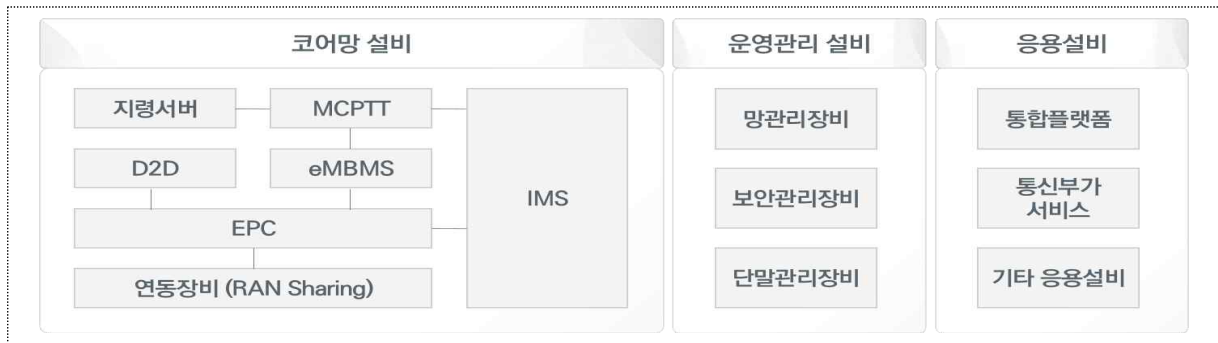 코어망 설비
운영관리 설비
응용설비
지령서버
MCPTT
D2D
eMBMS
IMS
EPC
연동장비 (RAN Sharing)
망관리장비
보안관리장비
단말관리장비
통합플랫폼
통신부가
서비스
기타 응용설비